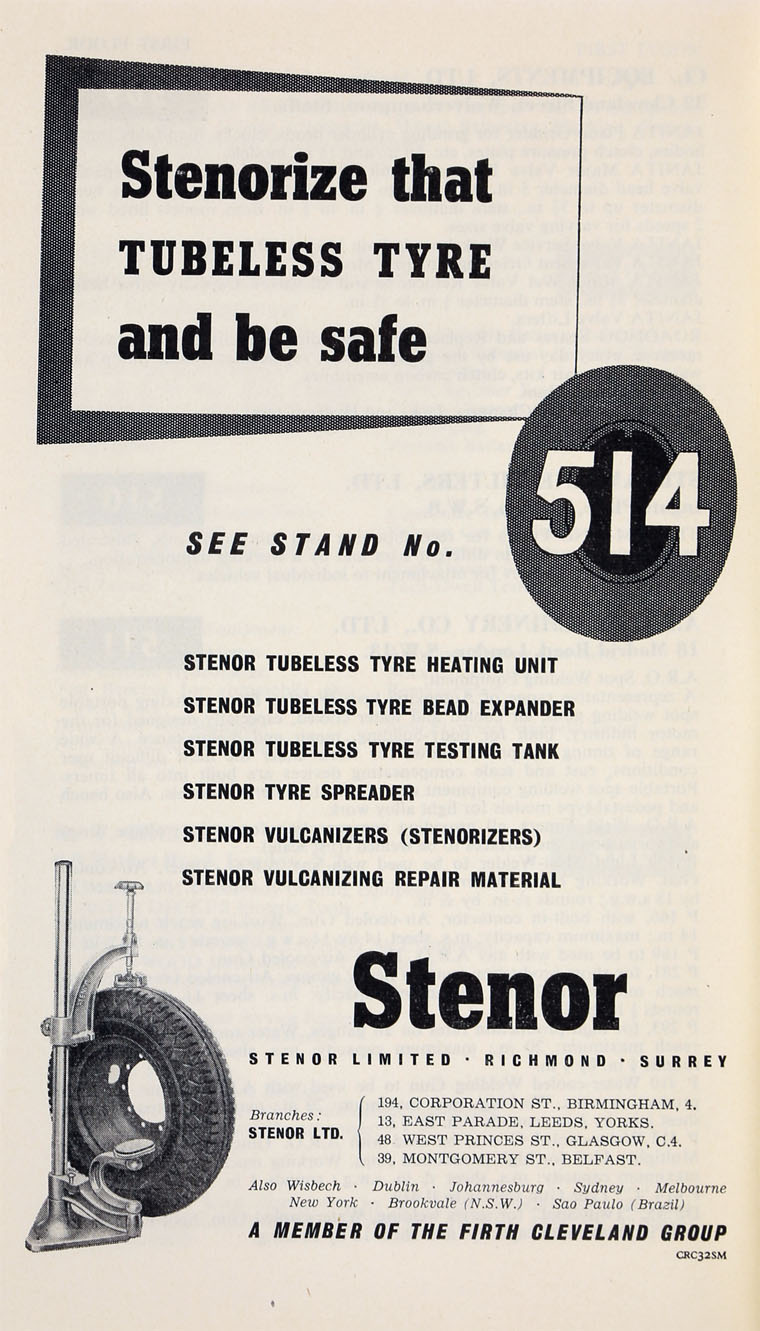 Stenorize that
TUBELESS TYRE
and be safe
514
SEE STAND No.
STENOR TUBELESS TYRE HEATING UNIT
STENOR TUBELESS TYRE BEAD EXPANDER
STENOR TUBELESS TYRE TESTING TANK
STENOR TYRE SPREADER
STENOR VULCANIZERS (STENORIZERS)
STENOR VULCANIZING REPAIR MATERIAL
Stenor
STENOR LIMITED · RICHMOND · SURREY
Branches:
STENOR LTD.
194, CORPORATION ST., BIRMINGHAM, 4.
13, EAST PARADE, LEEDS, YORKS.
48 WEST PRINCES ST., GLASGOW, C.4.
39, MONTGOMERY ST., BELFAST.
Also Wisbech · Dublin · Johannesburg · Sydney · Melbourne
New York · Brookvale (N.S.W.) · Sao Paulo (Brazil)
A MEMBER OF THE FIRTH CLEVELAND GROUP
CRC32SM